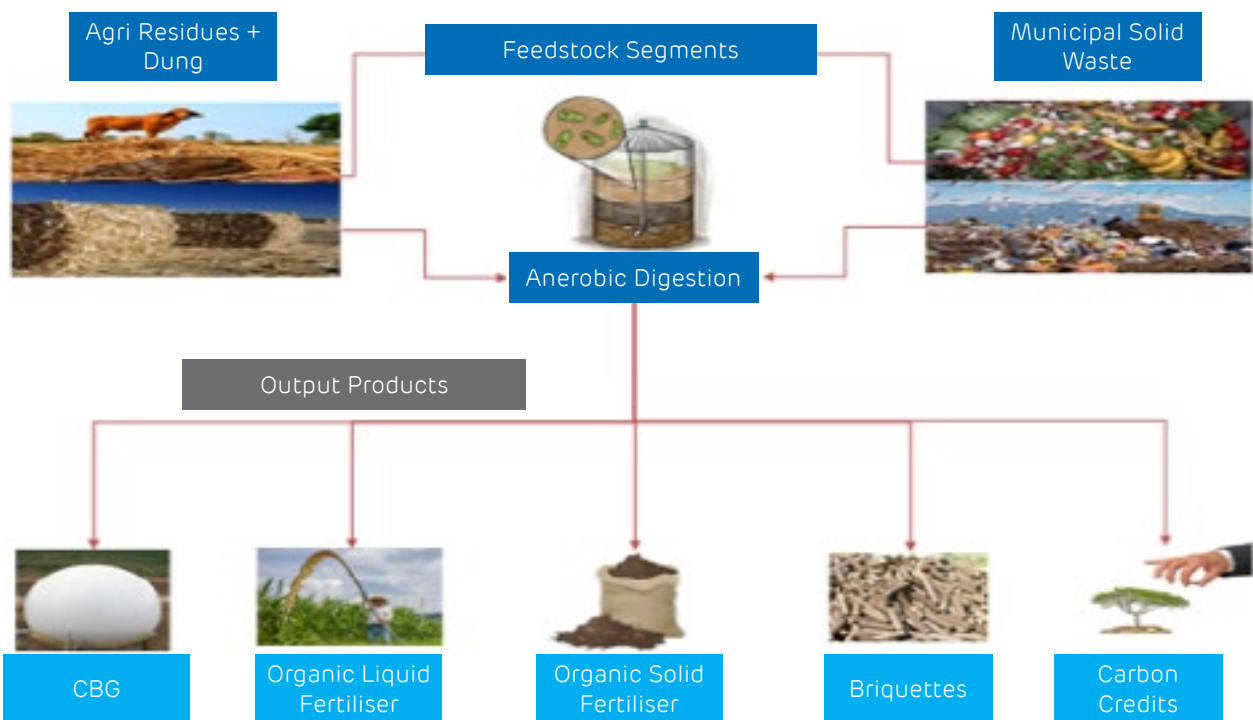 Agri Residues +
Dung
Feedstock Segments
Municipal Solid
Waste
Anerobic Digestion
Output Products
CBG
Organic Liquid
Fertiliser
Organic Solid
Fertiliser
Briquettes
Carbon
Credits